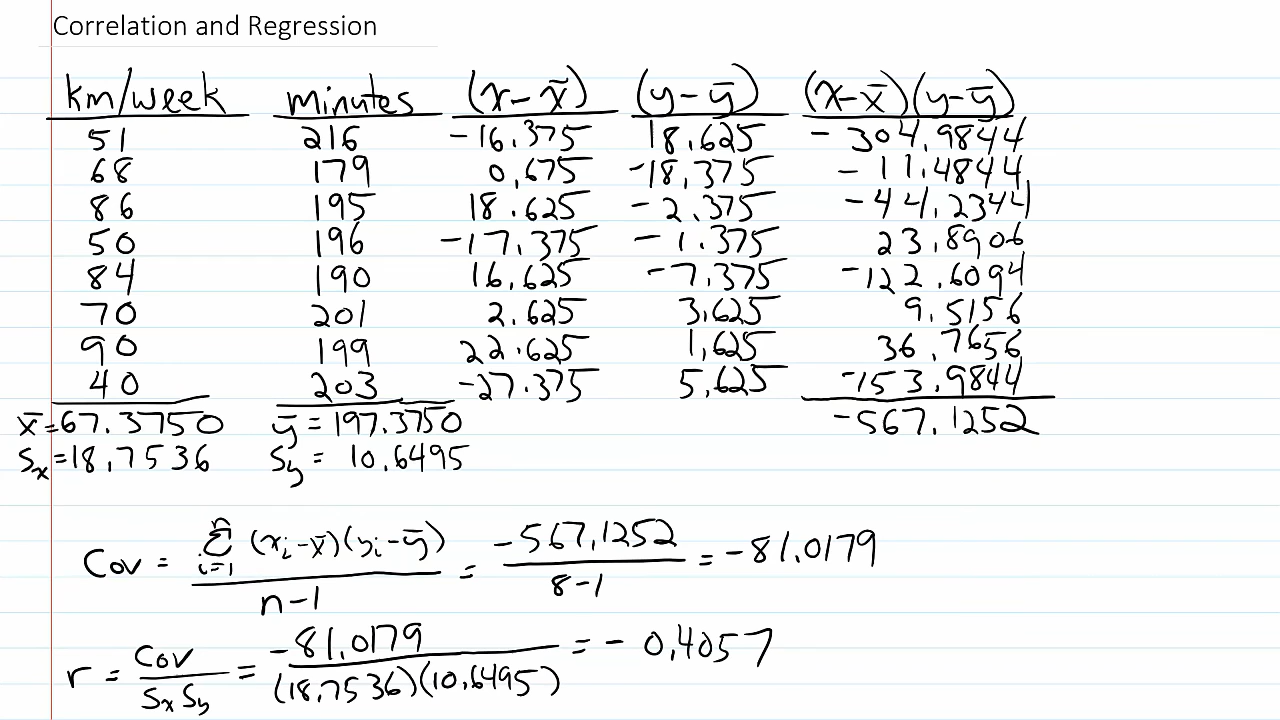 Correlation and Regression
km/week minutes (x-x̄) (y-ȳ) (x-x̄)(y-ȳ)
51 216 -16.375 18.625 -304.9844
68 179 0.675 -18.375 -11.4844
86 195 18.625 -2.375 -44.2344
50 196 -17.375 -1.375 23.8906
84 190 16.625 -7.375 -122.6094
70 201 2.625 3.625 9.5156
90 199 22.625 1.625 36.7656
40 203 -27.375 5.625 -153.9844
x̄=67.3750 ȳ=197.3750 -567.1252
Sx=18.7536 Sy= 10.6495
Cov = Σ i=1 n (xi-x̄)(yi-ȳ) / n-1 = -567.1252 / 8-1 = -81.0179
r = Cov / SxSy = -81.0179 / (18.7536)(10.6495) = -0.4057